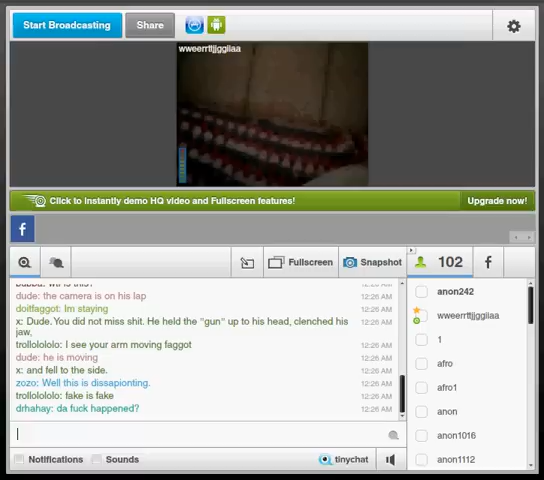 Start Broadcasting
Share
wweerrttjjggiiaa
Click to instantly demo HQ video and Fullscreen features!
Upgrade now!
Fullscreen
Snapshot
102
dude: the camera is on his lap 12:26 AM
doitfaggot: Im staying 12:26 AM
x: Dude.You did not miss shit. He held the "gun" up to his head, clenched his 12:26 AM
jaw,
trollolololo: I see your arm moving faggot 12:26 AM
dude: he is moving 12:26 AM
x: and fell to the side. 12:26 AM
zozo: Well this is dissapionting. 12:26 AM
trollolololo: fake is fake 12:26 AM
drhahay: da fuck happened? 12:26 AM
anon242
wweerrttjjggiiaa
1
afro
afro1
anon
anon1016
anon1112
Notifications
Sounds
tinychat